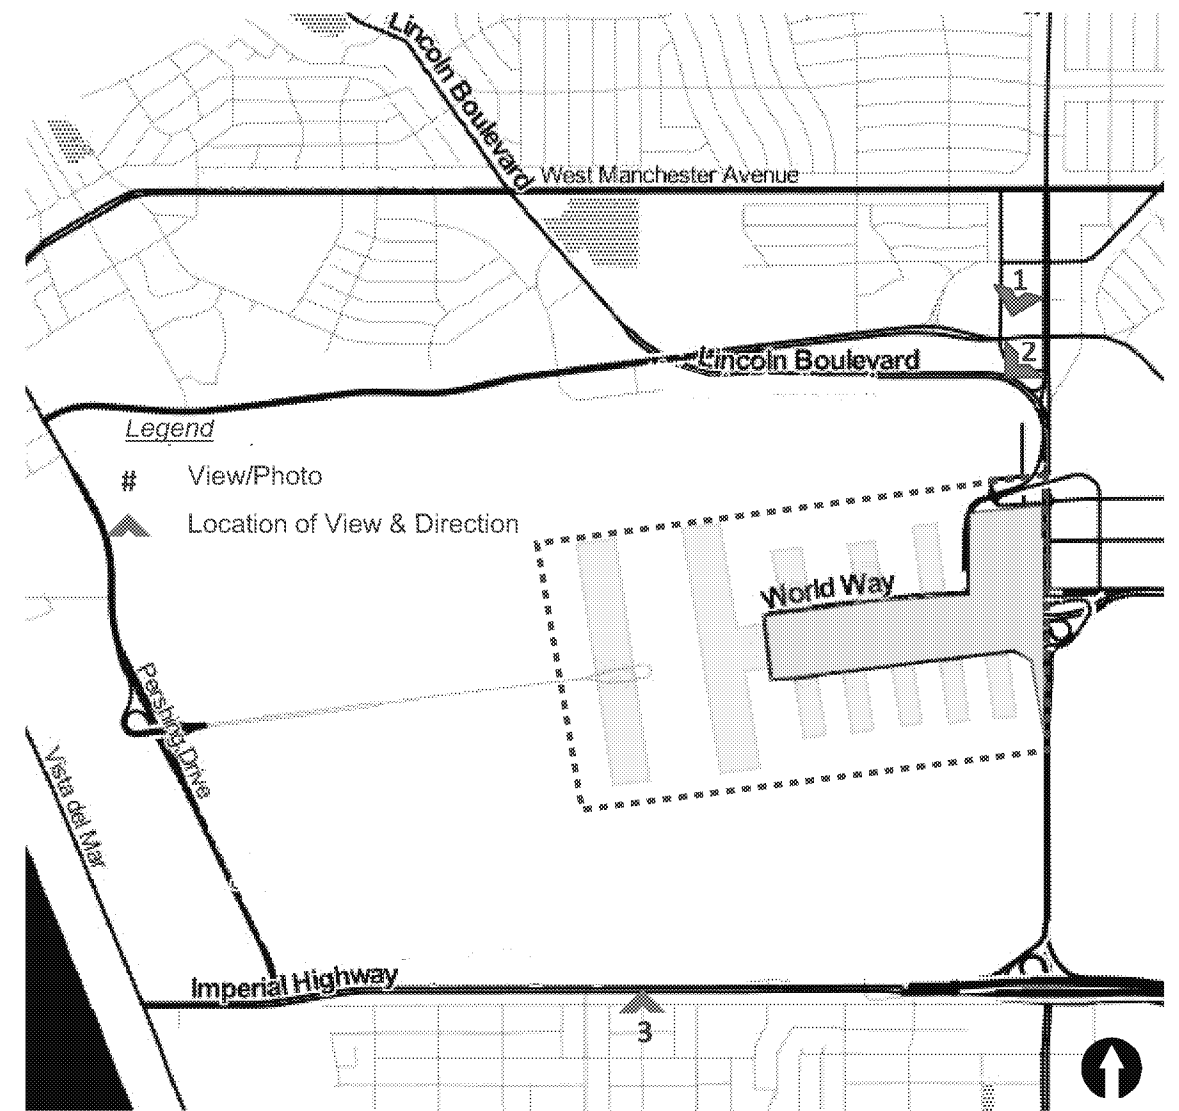 Lincoln Boulevard
West Manchester Avenue
1
Lincoln Boulevard
2
Legend
# View/Photo
Location of View & Direction
World Way
Pershing Drive
Vista del Mar
Imperial Highway
3